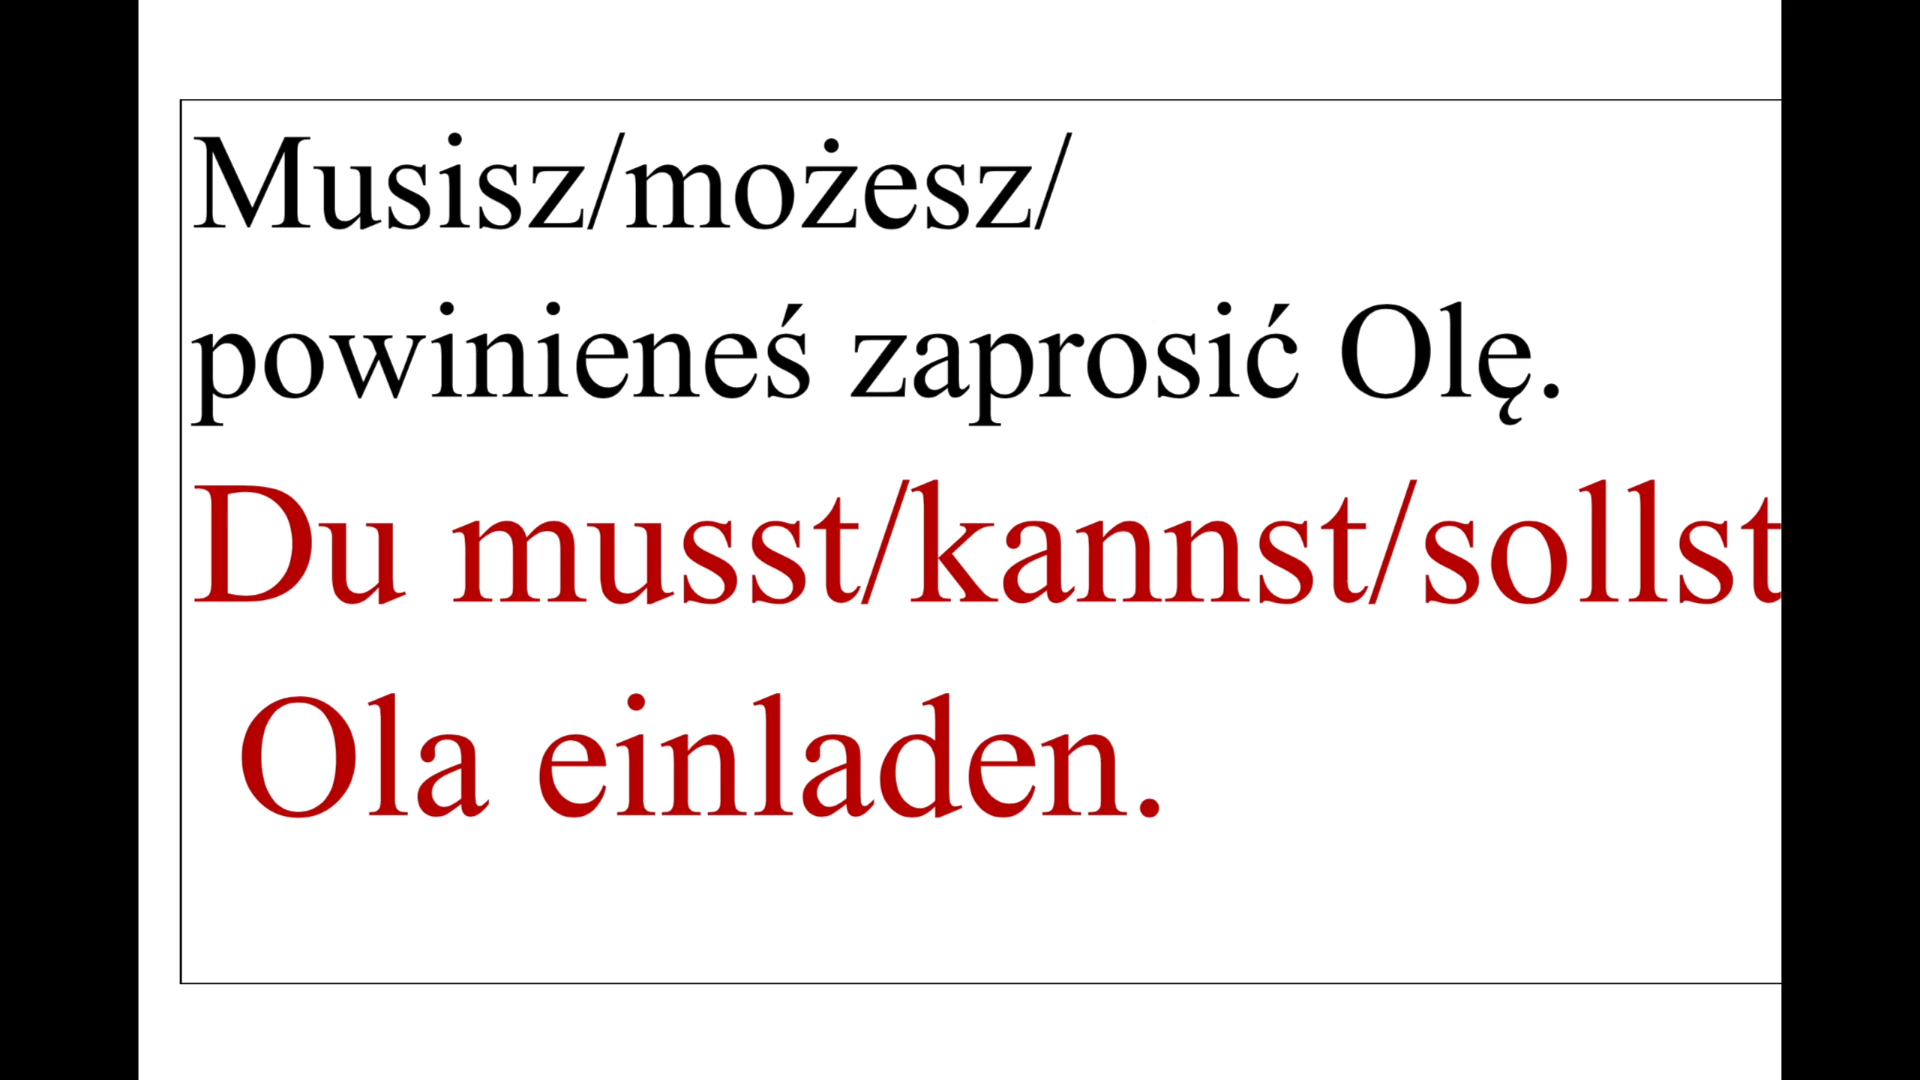 Musisz/możesz/
powinieneś zaprosić Olę.
Du musst/kannst/sollst
Ola einladen.